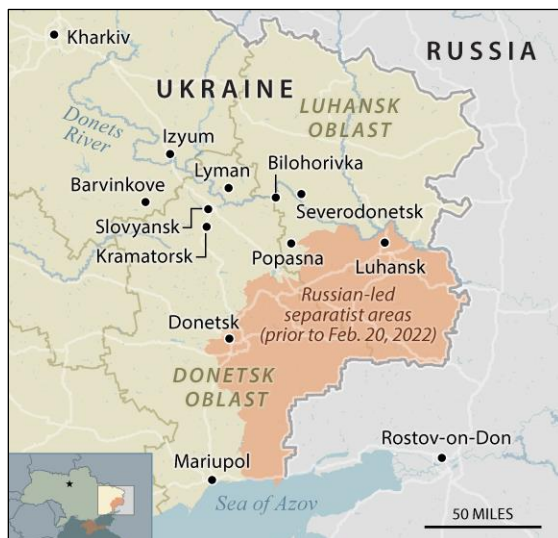 Kharkiv
RUSSIA
UKRAINE
LUHANSK
OBLAST
Donets
River
Izyum
Lyman
Bilohorivka
Barvinkove
Severodonetsk
Slovyansk
Kramatorsk
Popasna
Luhansk
Russian-led
separatist areas
(prior to Feb. 20, 2022)
Donetsk
DONETSK
OBLAST
Rostov-on-Don
Mariupol
Sea of Azov
50 MILES